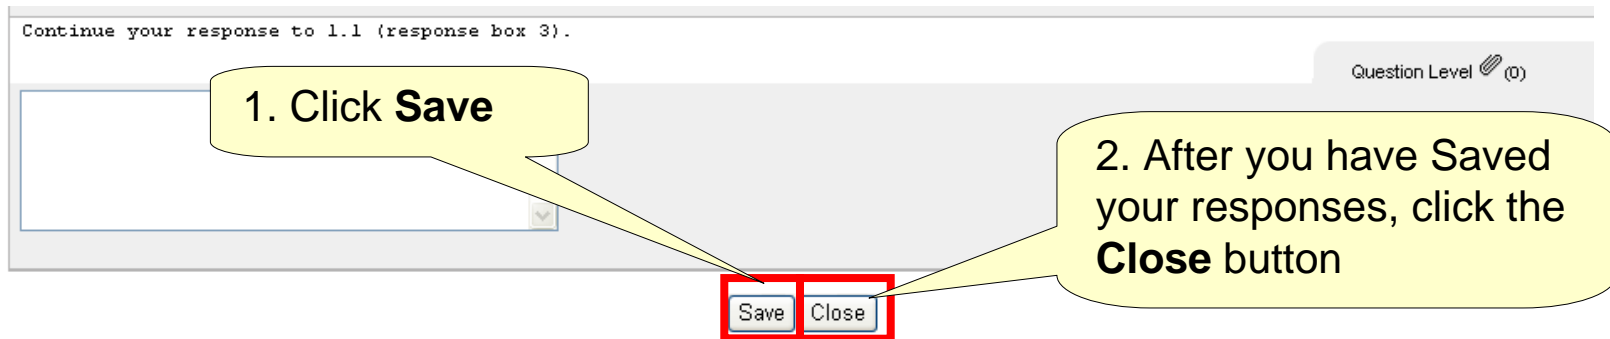 Continue your response to 1.1 (response box 3).
Question Level (0)
1. Click Save
2. After you have Saved
your responses, click the
Close button
Save Close